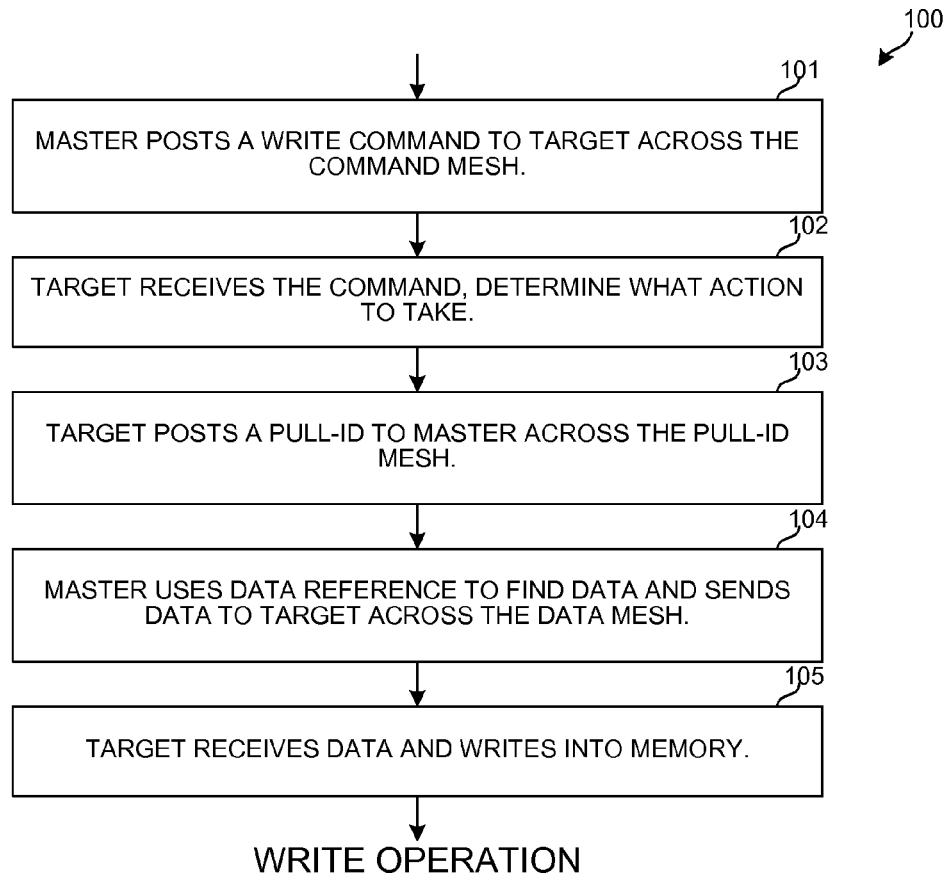 100
101
MASTER POSTS A WRITE COMMAND TO TARGET ACROSS THE
COMMAND MESH.
102
TARGET RECEIVES THE COMMAND, DETERMINE WHAT ACTION
TO TAKE.
103
TARGET POSTS A PULL-ID TO MASTER ACROSS THE PULL-ID
MESH.
104
MASTER USES DATA REFERENCE TO FIND DATA AND SENDS
DATA TO TARGET ACROSS THE DATA MESH.
105
TARGET RECEIVES DATA AND WRITES INTO MEMORY.
WRITE OPERATION